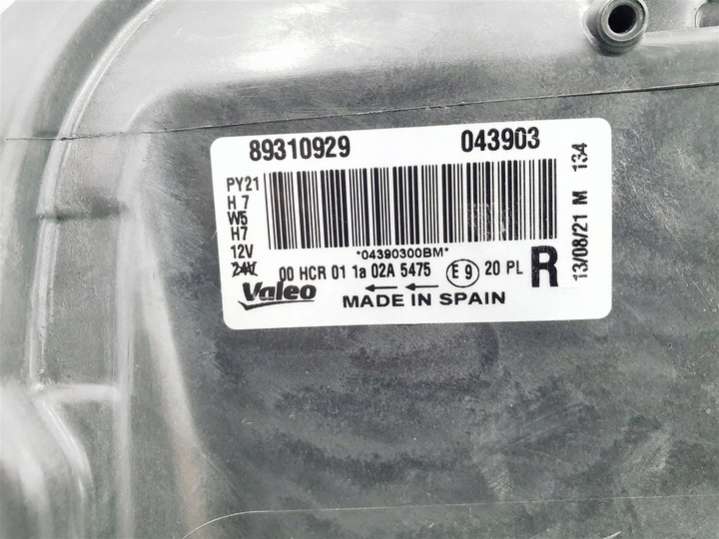 89310929 043903
PY21
H7
W5
H7
12V
24V
*04390300BM*
00 HCR 01 1a 02A 5475 E 9 20 PL
R
Valeo
MADE IN SPAIN
13/08/21 M 134